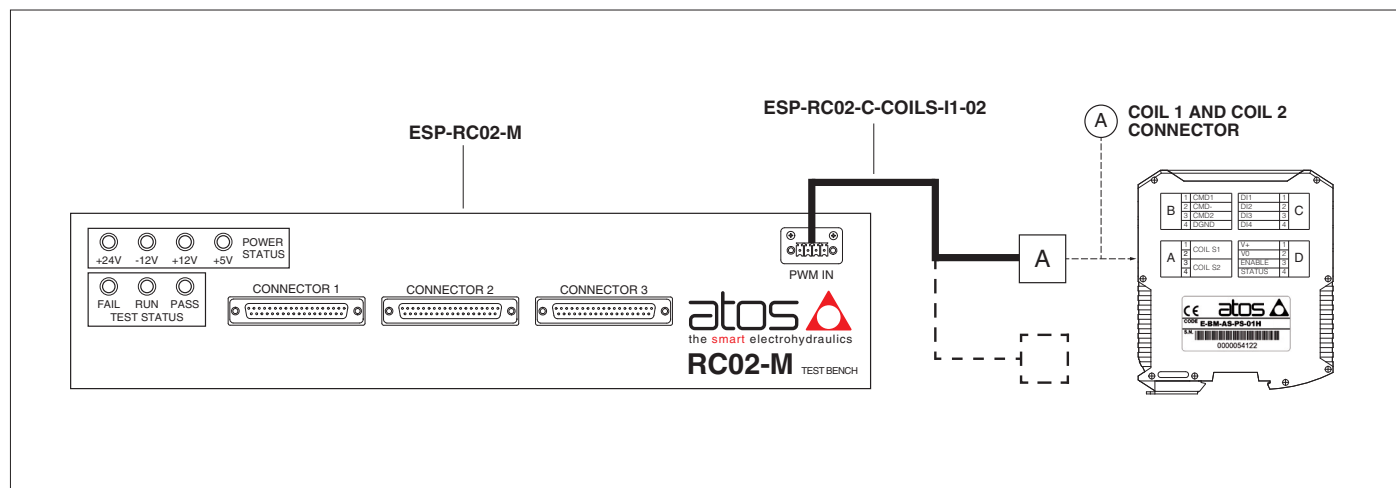 ESP-RC02-M
ESP-RC02-C-COILS-I1-02
A
COIL 1 AND COIL 2
CONNECTOR
+24V -12V +12V +5V
POWER
STATUS
FAIL RUN PASS
TEST STATUS
CONNECTOR 1
CONNECTOR 2
CONNECTOR 3
PWM IN
atos
the smart electrohydraulics
RC02-M TEST BENCH
A
B
1 CMD1
2 CMD-
3 CMD2
4 DGND
DI1 1
DI2 2
DI3 3
DI4 4
C
A
1
2
COIL S1
3
4
COIL S2
V+ 1
V0 2
ENABLE 3
STATUS 4
D
CE atos
CODE E-BM-AS-PS-01H
S.N.
0000054122